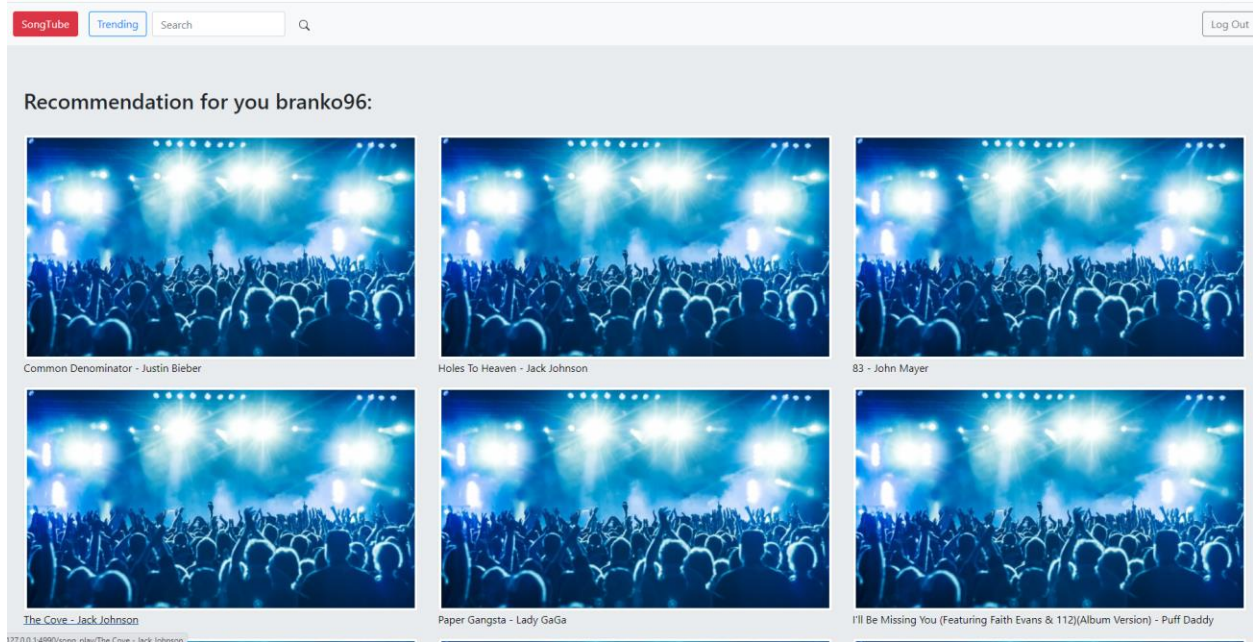 SongTube Trending Search Log Out
Recommendation for you branko96:
Common Denominator - Justin Bieber
Holes To Heaven - Jack Johnson
83 - John Mayer
The Cove - Jack Johnson
Paper Gangsta - Lady GaGa
I'll Be Missing You (Featuring Faith Evans & 112)(Album Version) - Puff Daddy
127.0.0.1:4990/song_play/The Cove - Jack Johnson